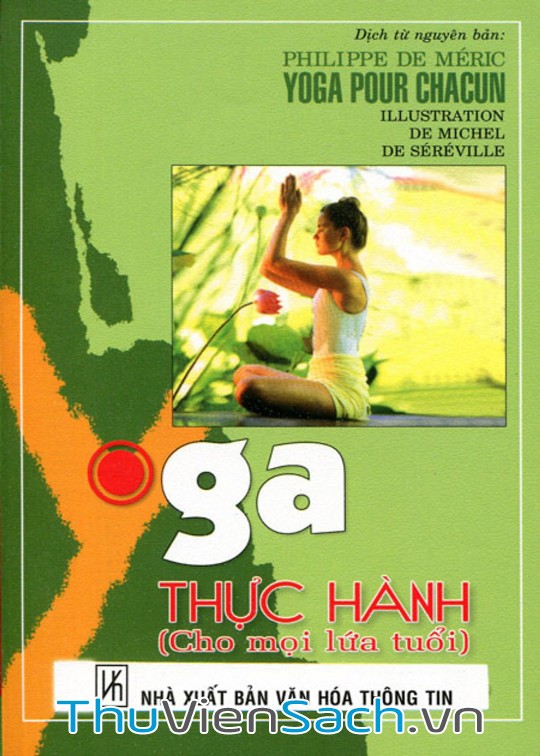 Dịch từ nguyên bản:
PHILIPPE DE MÉRIC
YOGA POUR CHACUN
ILLUSTRATION
DE MICHEL
DE SÉRÉVILLE
Yoga
THỰC HÀNH
(Cho mọi lứa tuổi)
NHÀ XUẤT BẢN VĂN HÓA THÔNG TIN
ThuVienSach.vn